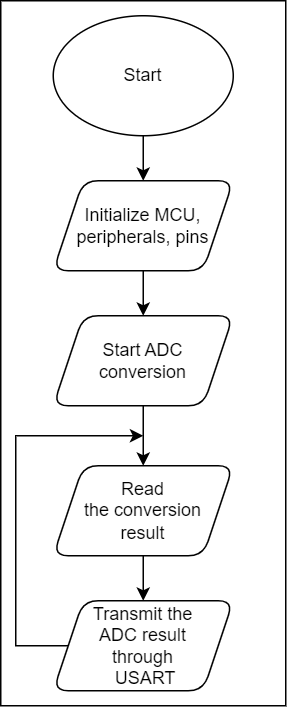 Start
Initialize MCU,
peripherals, pins
Start ADC
conversion
Read
the conversion
result
Transmit the
ADC result
through
USART